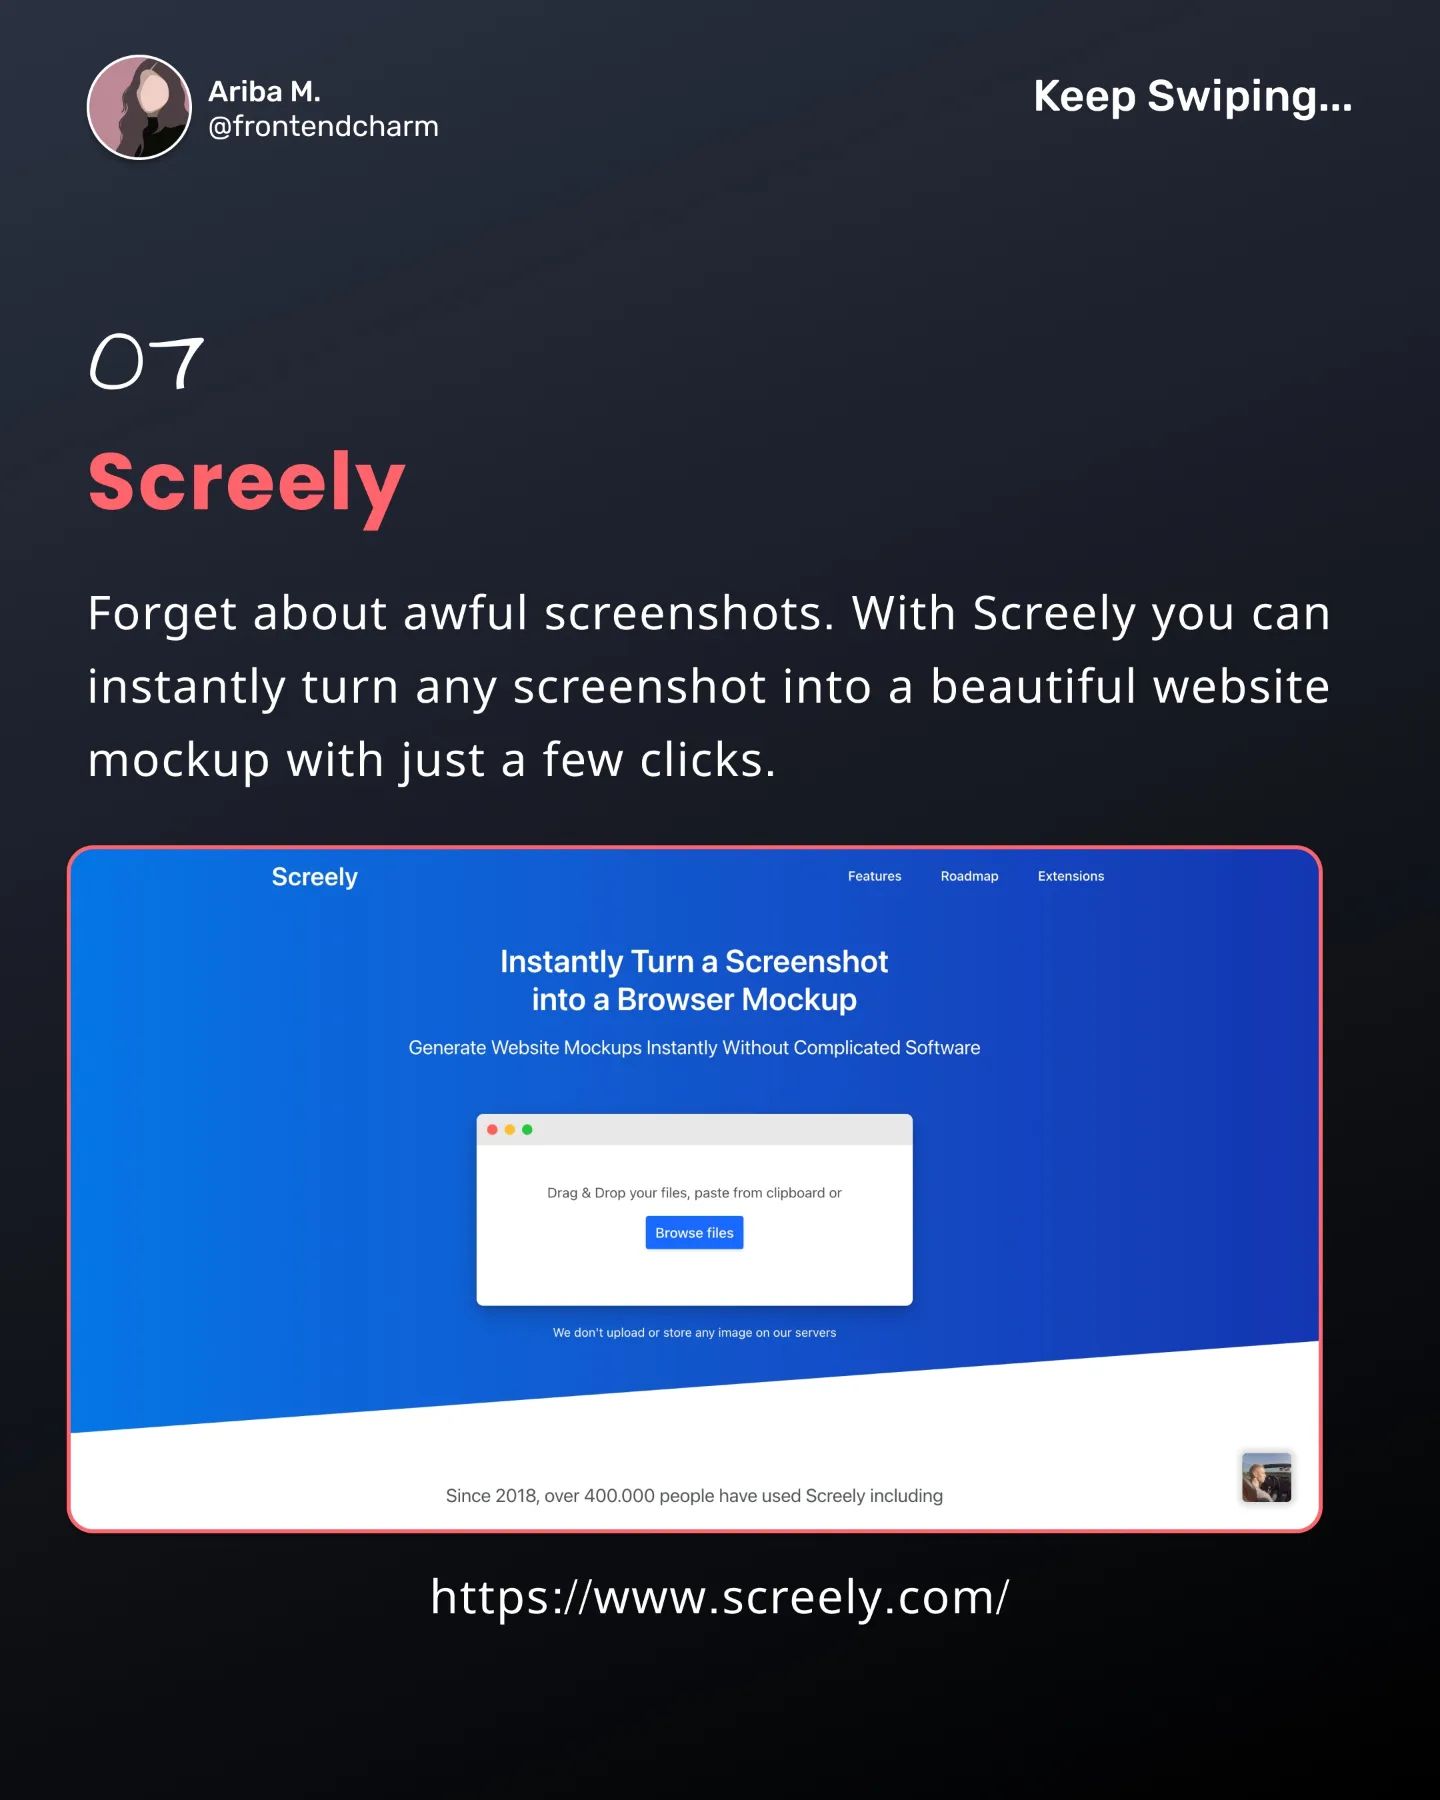 Ariba M.
@frontendcharm
Keep Swiping...
07
Screely
Forget about awful screenshots. With Screely you can
instantly turn any screenshot into a beautiful website
mockup with just a few clicks.
Screely
Features
Roadmap
Extensions
Instantly Turn a Screenshot
into a Browser Mockup
Generate Website Mockups Instantly Without Complicated Software
Drag & Drop your files, paste from clipboard or
Browse files
We don't upload or store any image on our servers
Since 2018, over 400.000 people have used Screely including
https://www.screely.com/